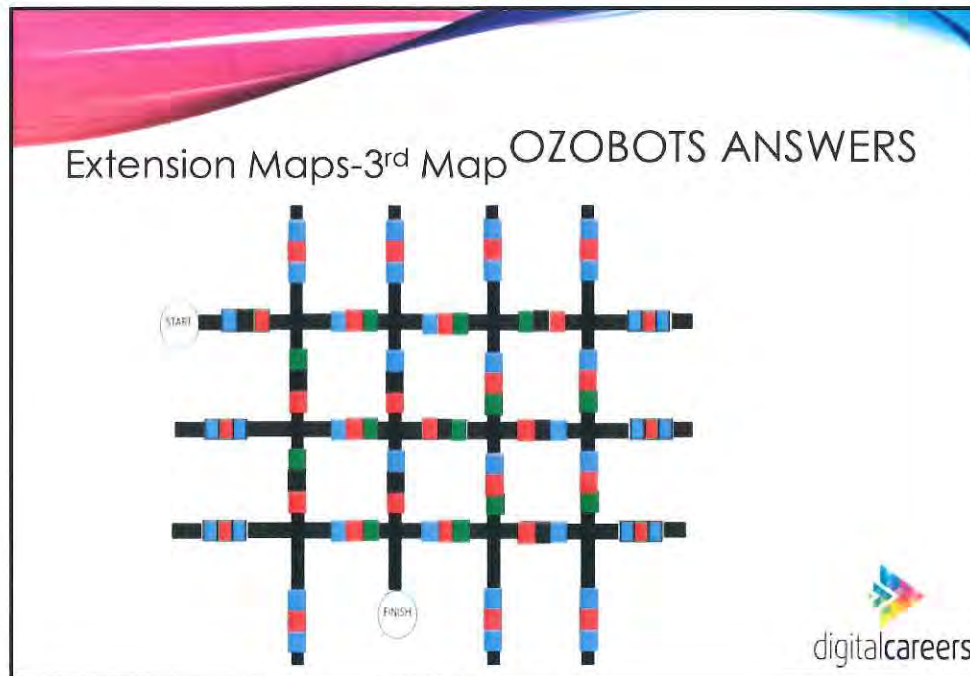 OZOBOTS ANSWERS
Extension Maps-3rd Map
START
FINISH
digitalcareers